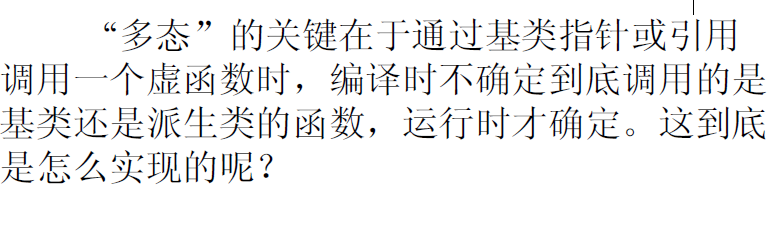 “多态”的关键在于通过基类指针或引用
调用一个虚函数时，编译时不确定到底调用的是
基类还是派生类的函数，运行时才确定。这到底
是怎么实现的呢？